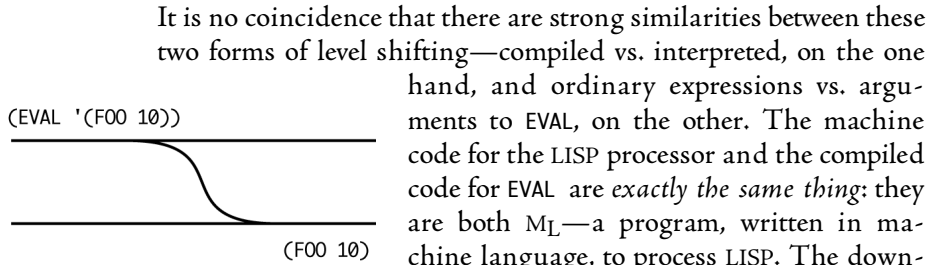 It is no coincidence that there are strong similarities between these
two forms of level shifting—compiled vs. interpreted, on the one
hand, and ordinary expressions vs. argu-
ments to EVAL, on the other. The machine
code for the LISP processor and the compiled
code for EVAL are exactly the same thing: they
are both ML—a program, written in ma-
chine language, to process LISP. The down-
(EVAL '(FOO 10))
(FOO 10)